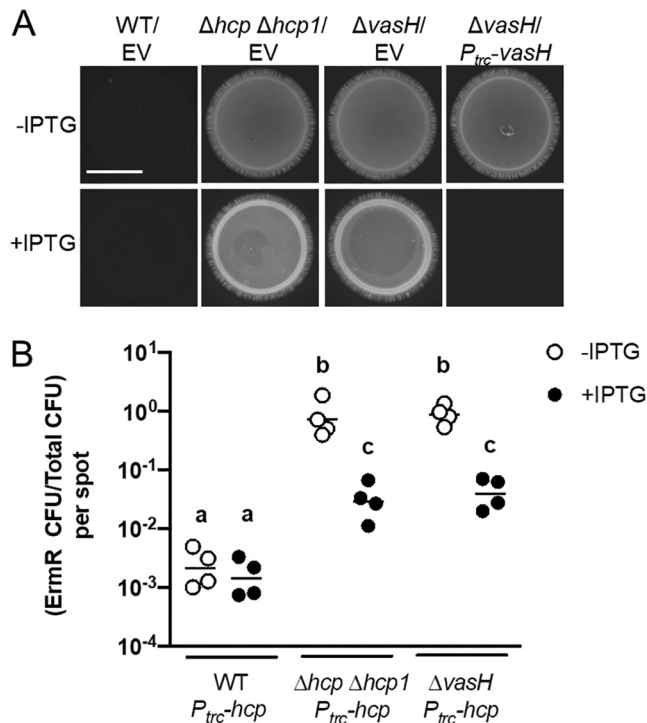 A
WT/ EV
Δhcp Δhcp1/ EV
ΔvasH/ EV
ΔvasH/ Ptrc-vasH
-IPTG
+IPTG
B
(ErmR CFU/Total CFU) per spot
10¹
10⁰
10⁻¹
10⁻²
10⁻³
10⁻⁴
a
a
b
c
b
c
-IPTG
+IPTG
WT Ptrc-hcp
Δhcp Δhcp1 Ptrc-hcp
ΔvasH Ptrc-hcp